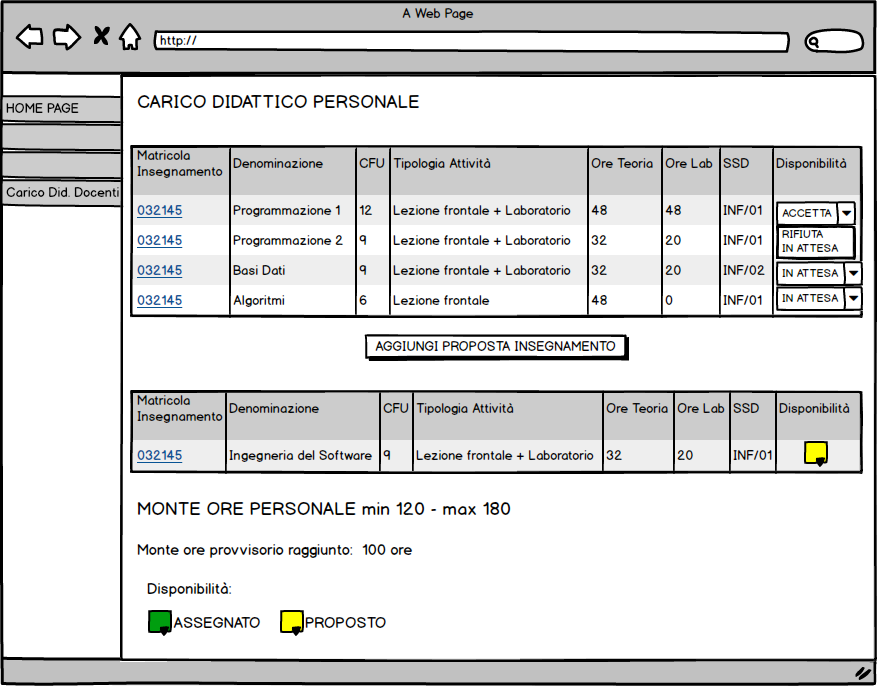 A Web Page
http://
HOME PAGE
Carico Did. Docenti
CARICO DIDATTICO PERSONALE
Matricola Insegnamento Denominazione CFU Tipologia Attività Ore Teoria Ore Lab SSD Disponibilità
032145 Programmazione 1 12 Lezione frontale + Laboratorio 48 48 INF/01 ACCETTA
032145 Programmazione 2 9 Lezione frontale + Laboratorio 32 20 INF/01 RIFIUTA
IN ATTESA
032145 Basi Dati 9 Lezione frontale + Laboratorio 32 20 INF/02 IN ATTESA
032145 Algoritmi 6 Lezione frontale 48 0 INF/01 IN ATTESA
AGGIUNGI PROPOSTA INSEGNAMENTO
Matricola Insegnamento Denominazione CFU Tipologia Attività Ore Teoria Ore Lab SSD Disponibilità
032145 Ingegneria del Software 9 Lezione frontale + Laboratorio 32 20 INF/01
MONTE ORE PERSONALE min 120 - max 180
Monte ore provvisorio raggiunto: 100 ore
Disponibilità:
ASSEGNATO PROPOSTO